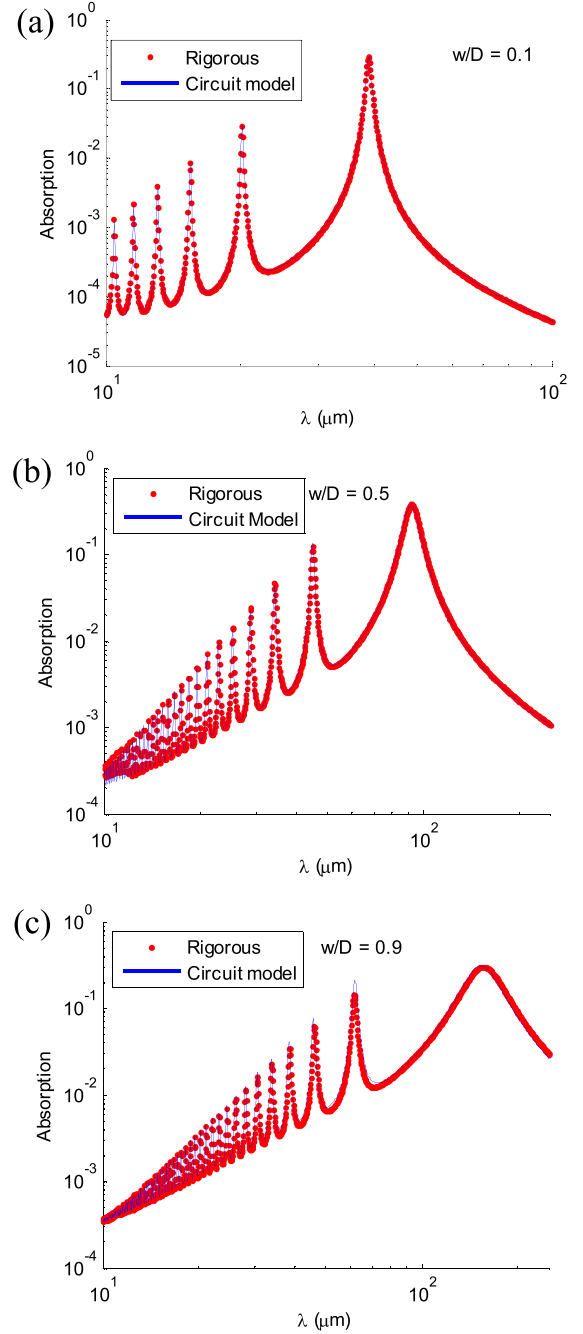 (a)
10^0
10^-1
10^-2
10^-3
10^-4
10^-5
Absorption
Rigorous
Circuit model
w/D = 0.1
10^1
10^2
λ (μm)
(b)
10^0
10^-1
10^-2
10^-3
10^-4
Absorption
Rigorous
Circuit Model
w/D = 0.5
10^1
10^2
λ (μm)
(c)
10^0
10^-1
10^-2
10^-3
10^-4
Absorption
Rigorous
Circuit model
w/D = 0.9
10^1
10^2
λ (μm)